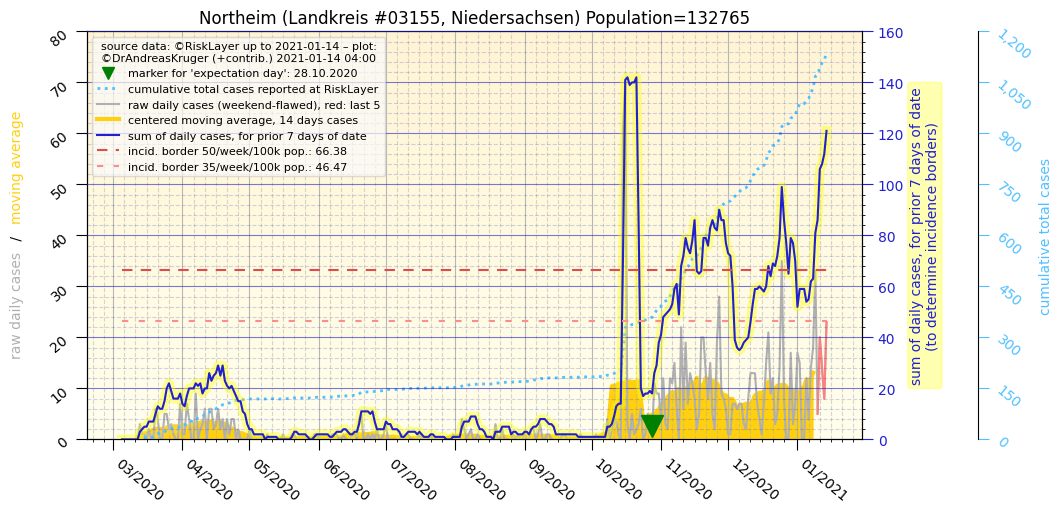 Northeim (Landkreis #03155, Niedersachsen) Population=132765
source data: ©RiskLayer up to 2021-01-14 – plot:
©DrAndreasKruger (+contrib.) 2021-01-14 04:00
marker for 'expectation day': 28.10.2020
cumulative total cases reported at RiskLayer
raw daily cases (weekend-flawed), red: last 5
centered moving average, 14 days cases
sum of daily cases, for prior 7 days of date
incid. border 50/week/100k pop.: 66.38
incid. border 35/week/100k pop.: 46.47
raw daily cases / moving average
80
70
60
50
40
30
20
10
0
03/2020
04/2020
05/2020
06/2020
07/2020
08/2020
09/2020
10/2020
11/2020
12/2020
01/2021
160
140
120
100
80
60
40
20
0
sum of daily cases, for prior 7 days of date
(to determine incidence borders)
1,200
1,050
900
750
600
450
300
150
0
cumulative total cases